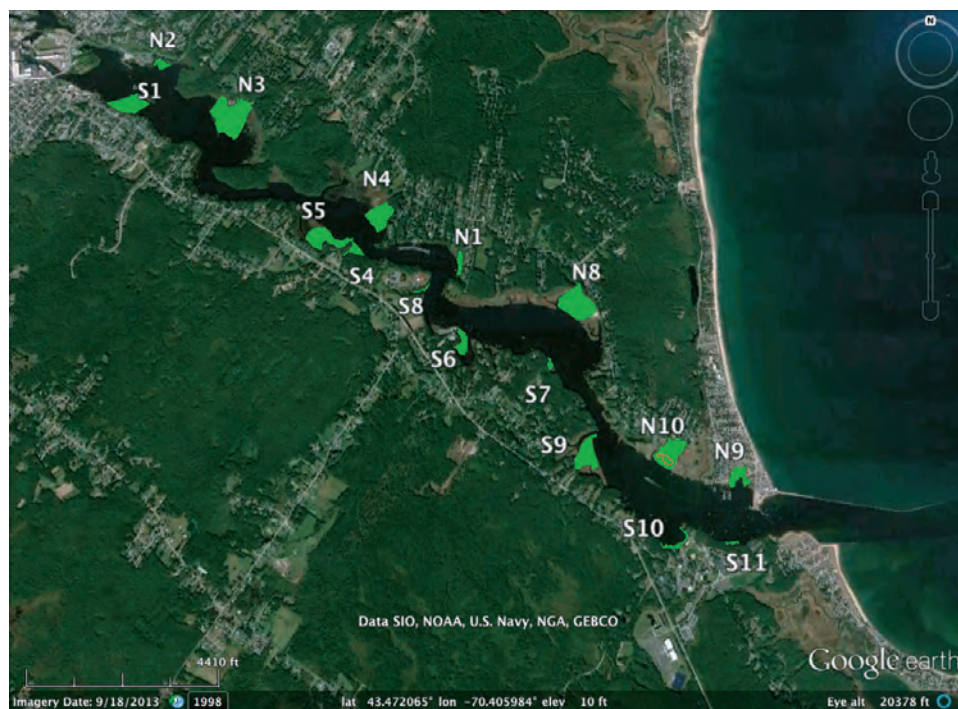 N
N2
S1
N3
N4
S5
N1
S4
N8
S8
S6
S7
N10
S9
N9
S10
S11
Data SIO, NOAA, U.S. Navy, NGA, GEBCO
4410 ft
Google earth
Imagery Date: 9/18/2013 1998 lat 43.472065° lon -70.405984° elev 10 ft Eye alt 20378 ft